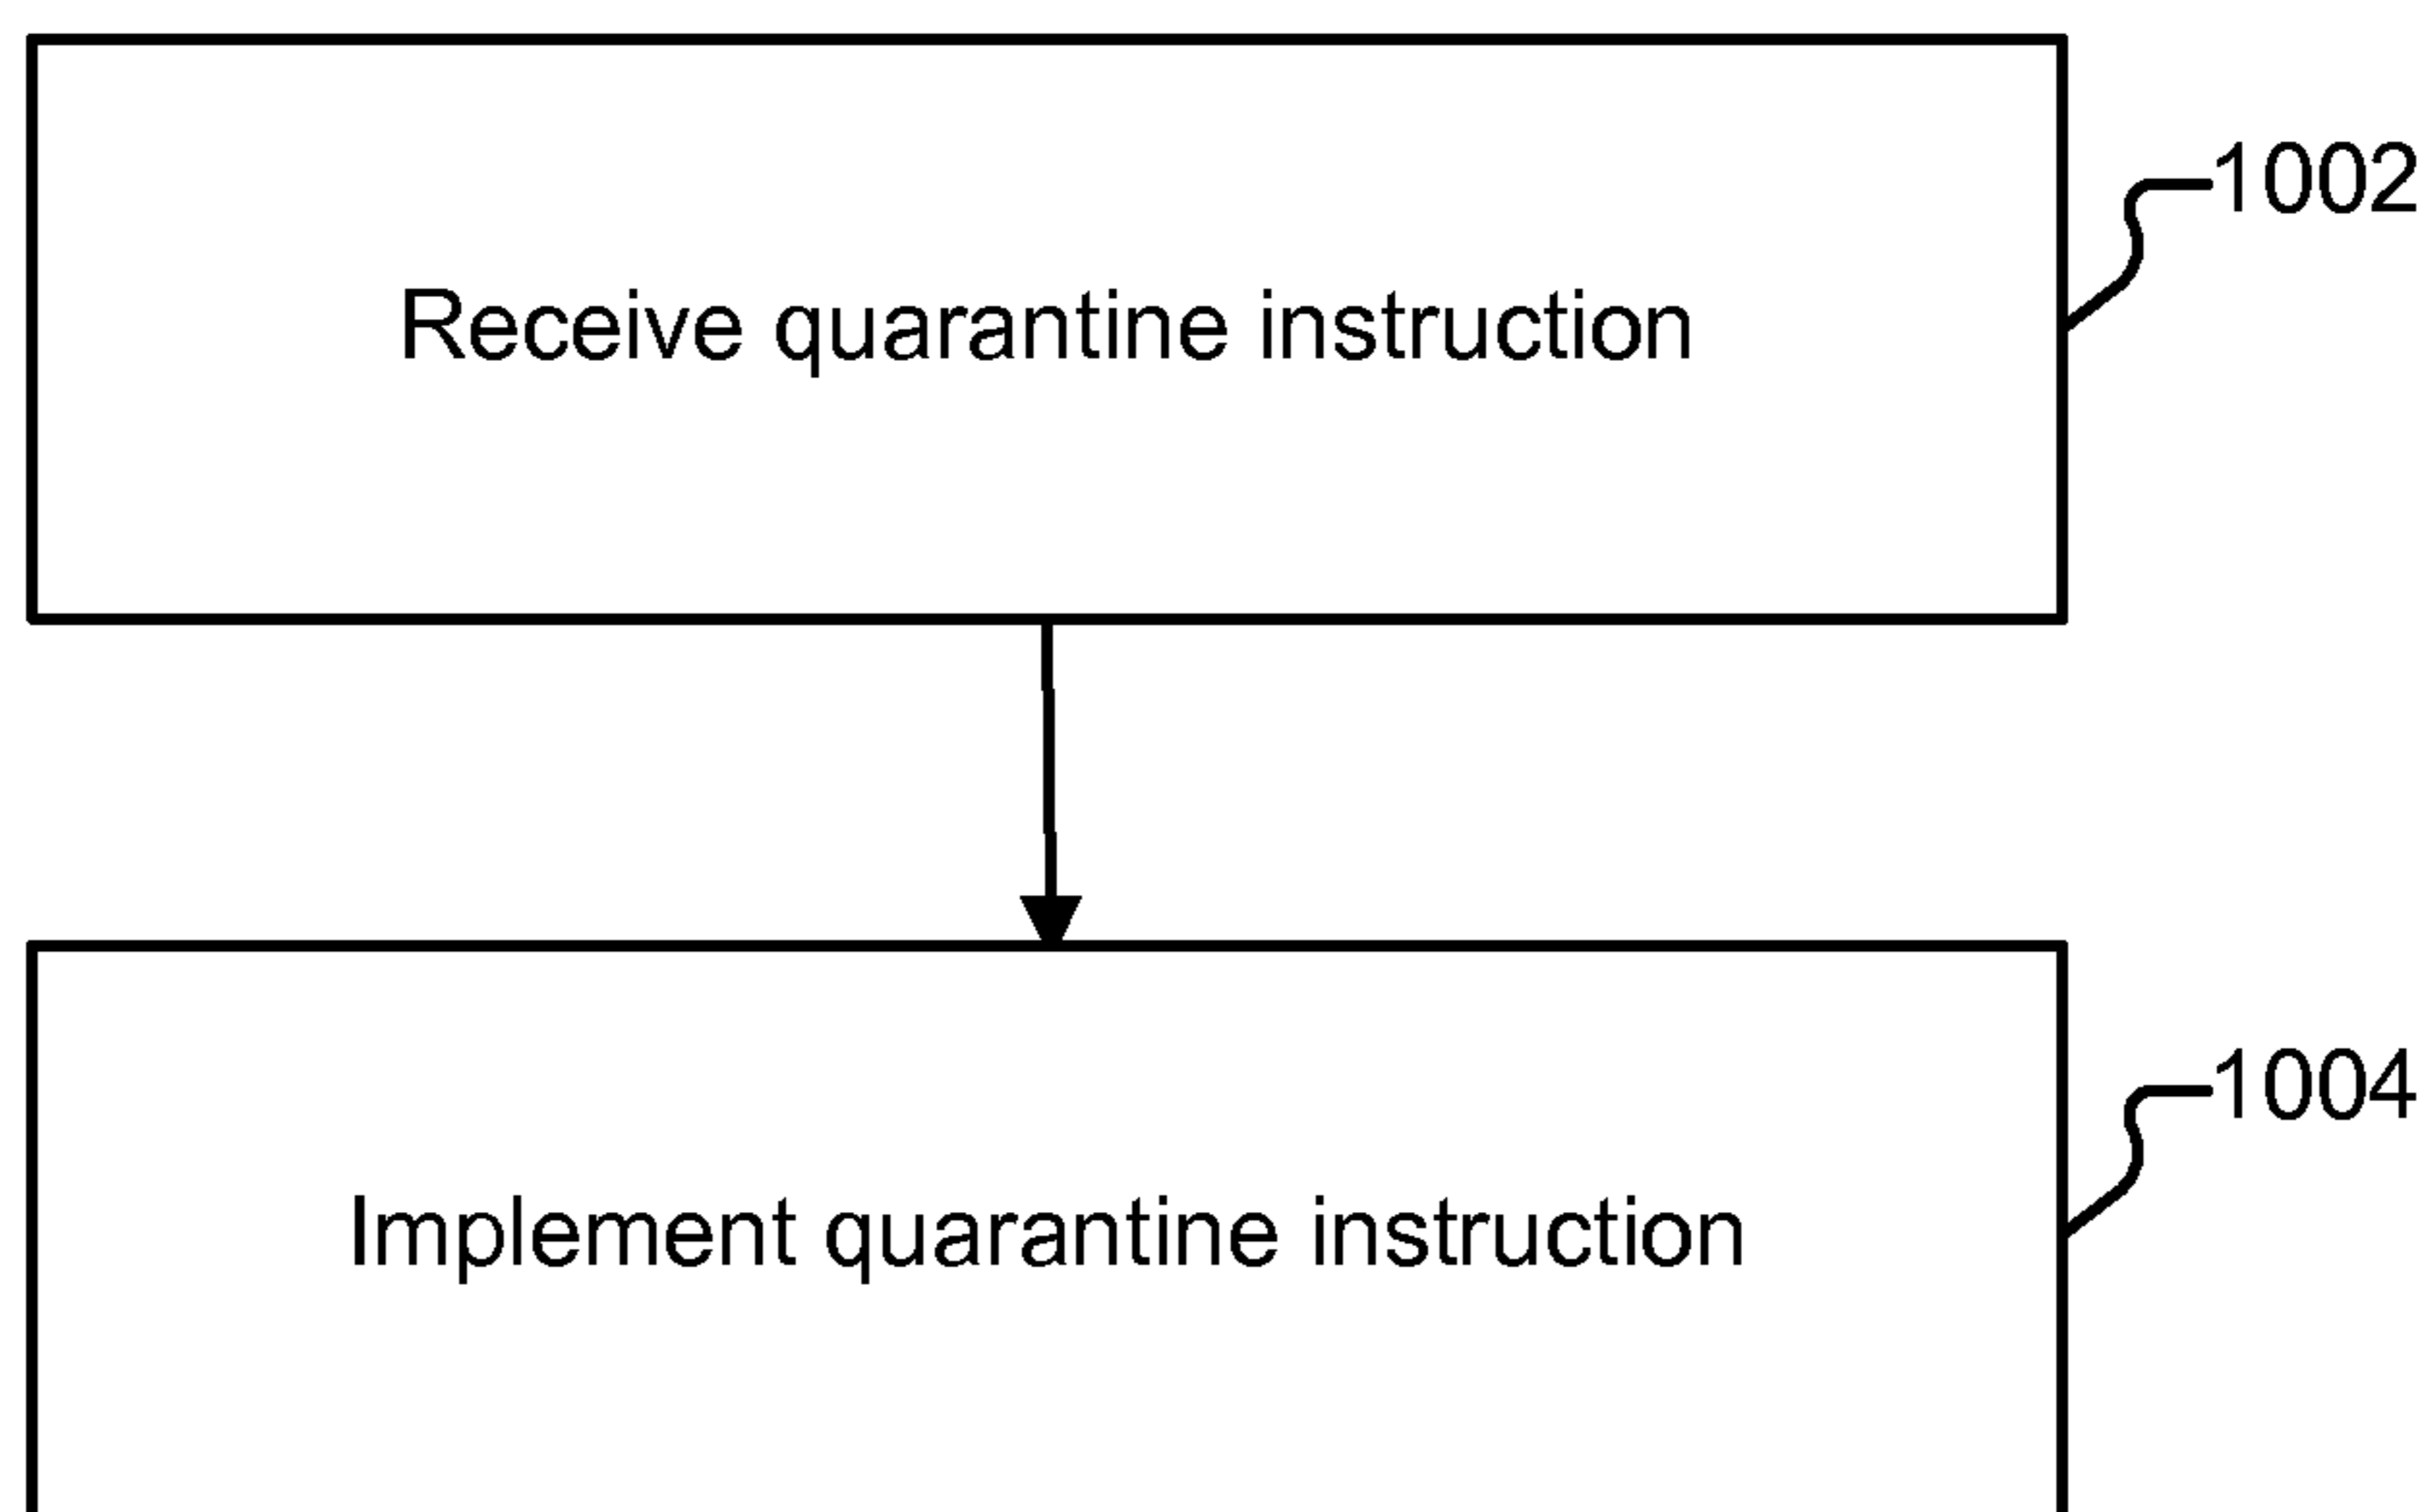 1002
Receive quarantine instruction
1004
Implement quarantine instruction